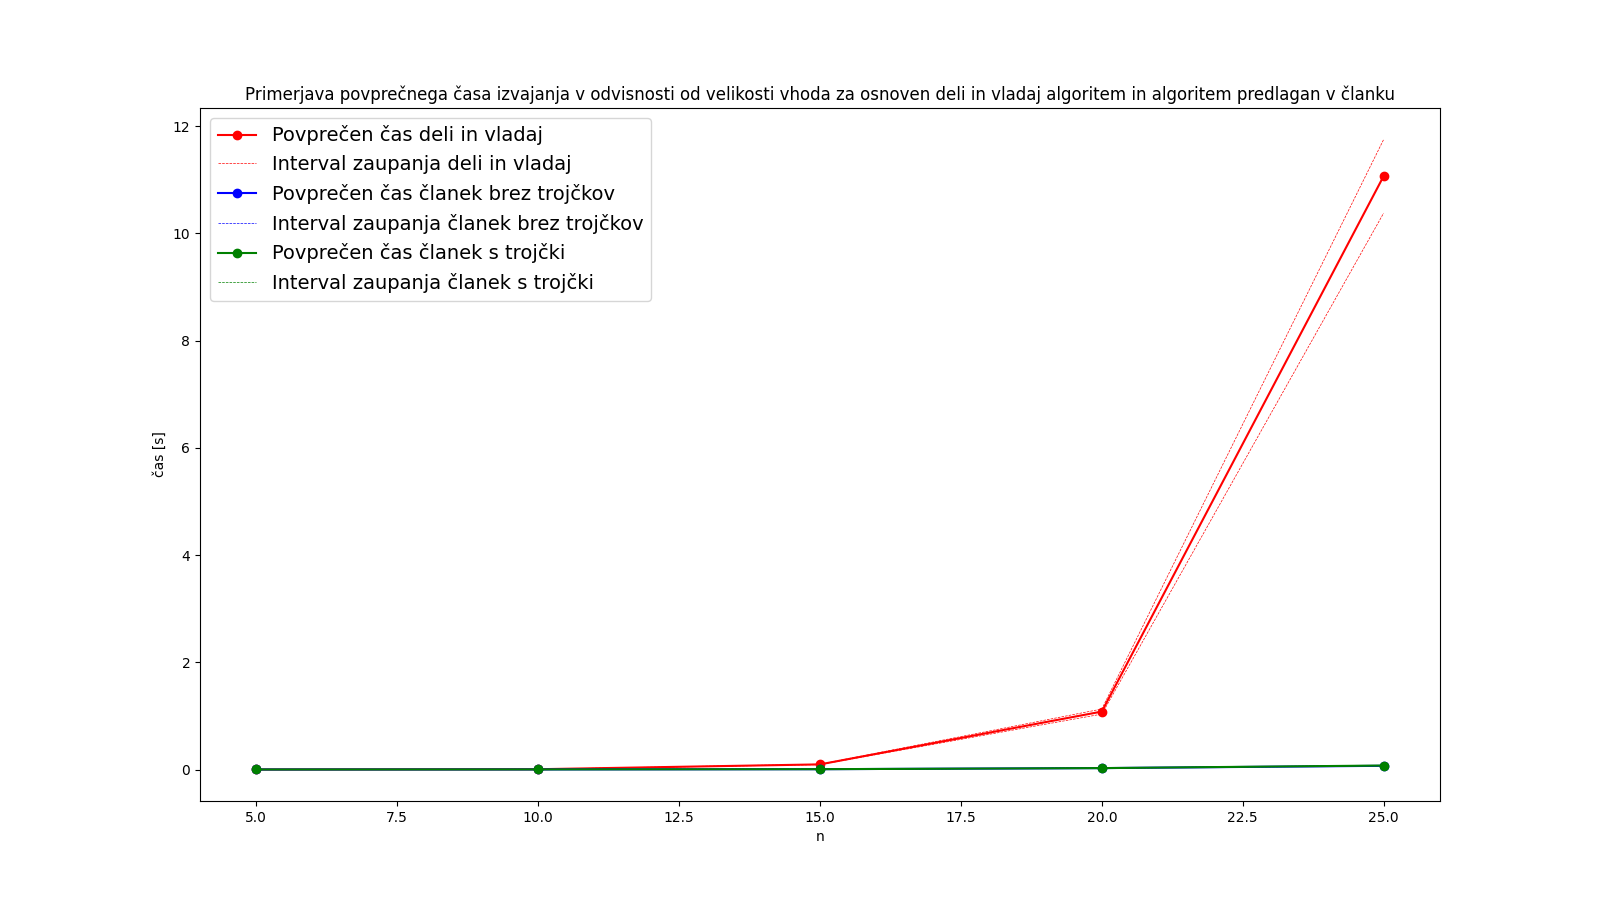 Primerjava povprečnega časa izvajanja v odvisnosti od velikosti vhoda za osnoven deli in vladaj algoritem in algoritem predlagan v članku
Povprečen čas deli in vladaj
Interval zaupanja deli in vladaj
Povprečen čas članek brez trojčkov
Interval zaupanja članek brez trojčkov
Povprečen čas članek s trojčki
Interval zaupanja članek s trojčki
12
10
8
6
4
2
0
čas [s]
5.0 7.5 10.0 12.5 15.0 17.5 20.0 22.5 25.0
n